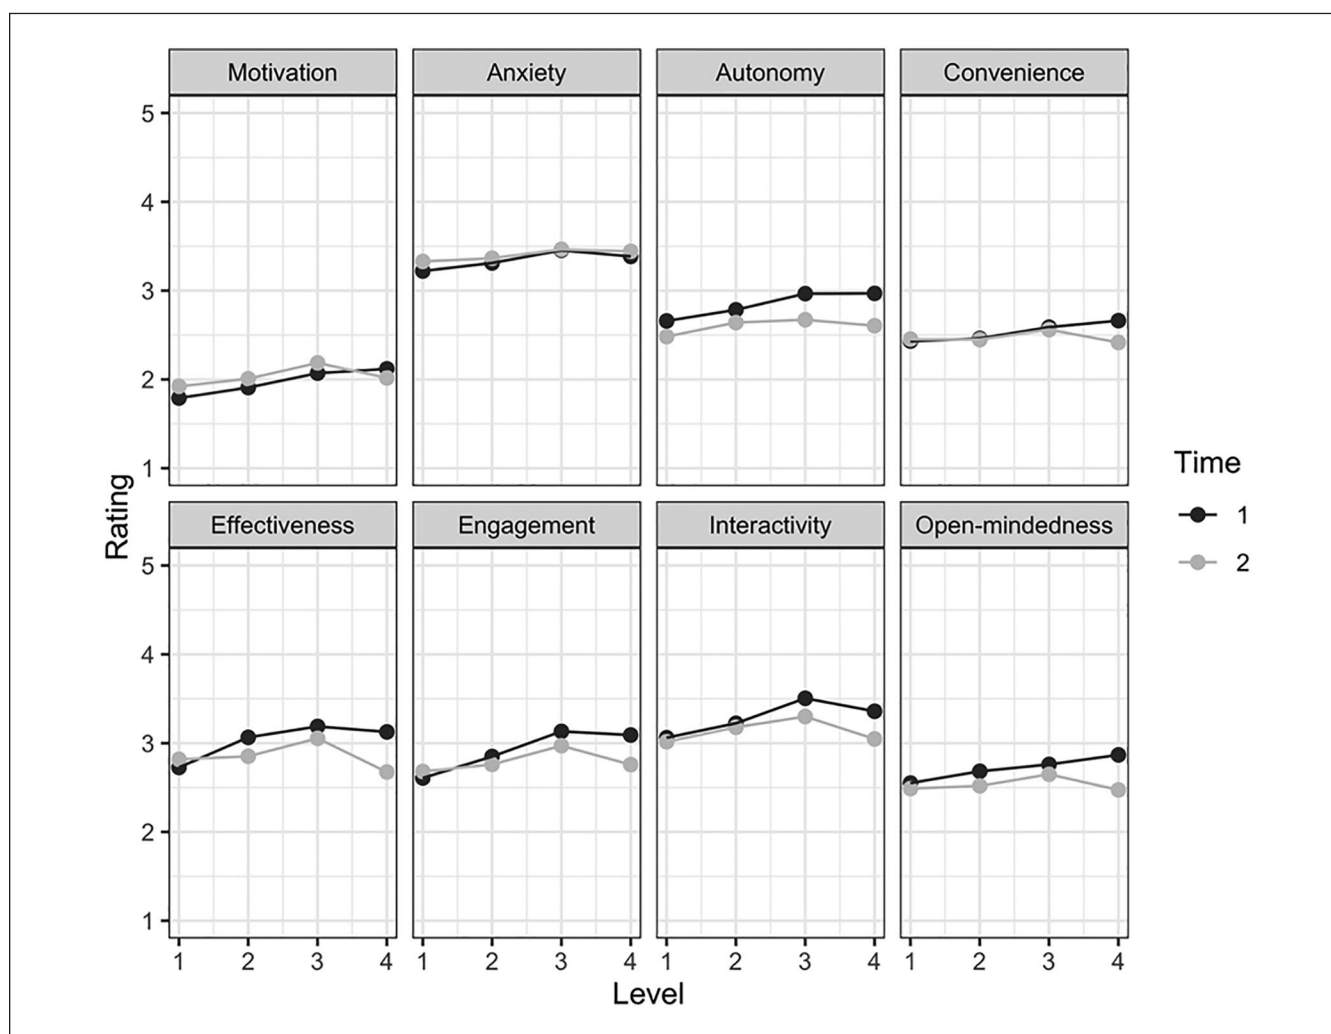 Motivation Anxiety Autonomy Convenience
5
4
3
2
1
Rating
Effectiveness Engagement Interactivity Open-mindedness
5
4
3
2
1
1 2 3 4 1 2 3 4 1 2 3 4 1 2 3 4
Level
Time
1
2